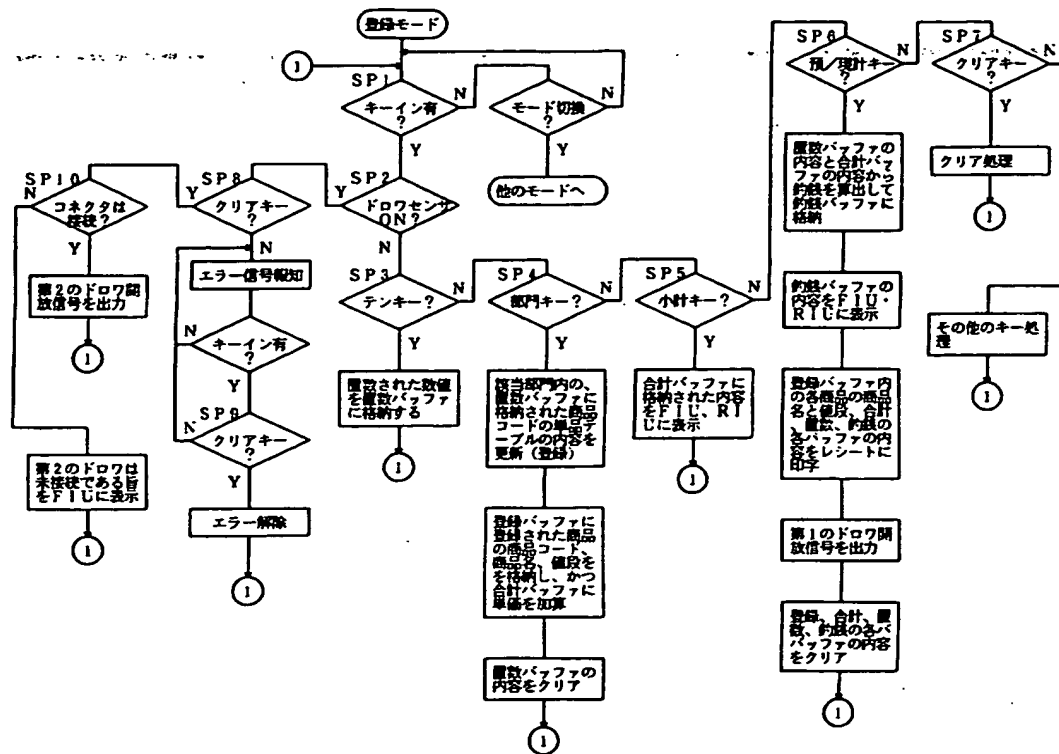 登録モード
1
SP1
キーイン有
?
N
Y
モード切換
?
N
Y
他のモードへ
SP2
ドロワセンサ
ON?
Y
N
SP8
クリアキー
?
Y
N
SP10
コネクタは
接続?
N
Y
第2のドロワ開
放信号を出力
1
第2のドロワは
未接続である旨
をFIUに表示
1
エラー信号報知
キーイン有
?
N
Y
SP9
クリアキー
?
N
Y
エラー解除
1
SP3
テンキー?
N
Y
置数された数値
を置数バッファ
に格納する
1
SP4
部門キー?
N
Y
該当部門内の、
置数バッファに
格納された商品
コードの単品テ
ーブルの内容を
更新(登録)
登録バッファに
登録された商品
の商品コード、
商品名、値段を
を格納し、かつ
合計バッファに
単価を加算
置数バッファの
内容をクリア
1
SP5
小計キー?
N
Y
合計バッファに
格納された内容
をFIU、RI
Uに表示
1
SP6
預/現計キー
?
N
Y
置数バッファの
内容と合計バッ
ファの内容から
釣銭を算出して
釣銭バッファに
格納
釣銭バッファの
内容をFIU・
RIUに表示
登録バッファ内
の各商品の商品
名と値段、合計
、置数、釣銭の
各バッファの内
容をレシートに
印字
第1のドロワ開
放信号を出力
登録、合計、置
数、釣銭の各バ
バッファの内容
をクリア
1
SP7
クリアキー
?
N
Y
クリア処理
1
その他のキー処
理
1